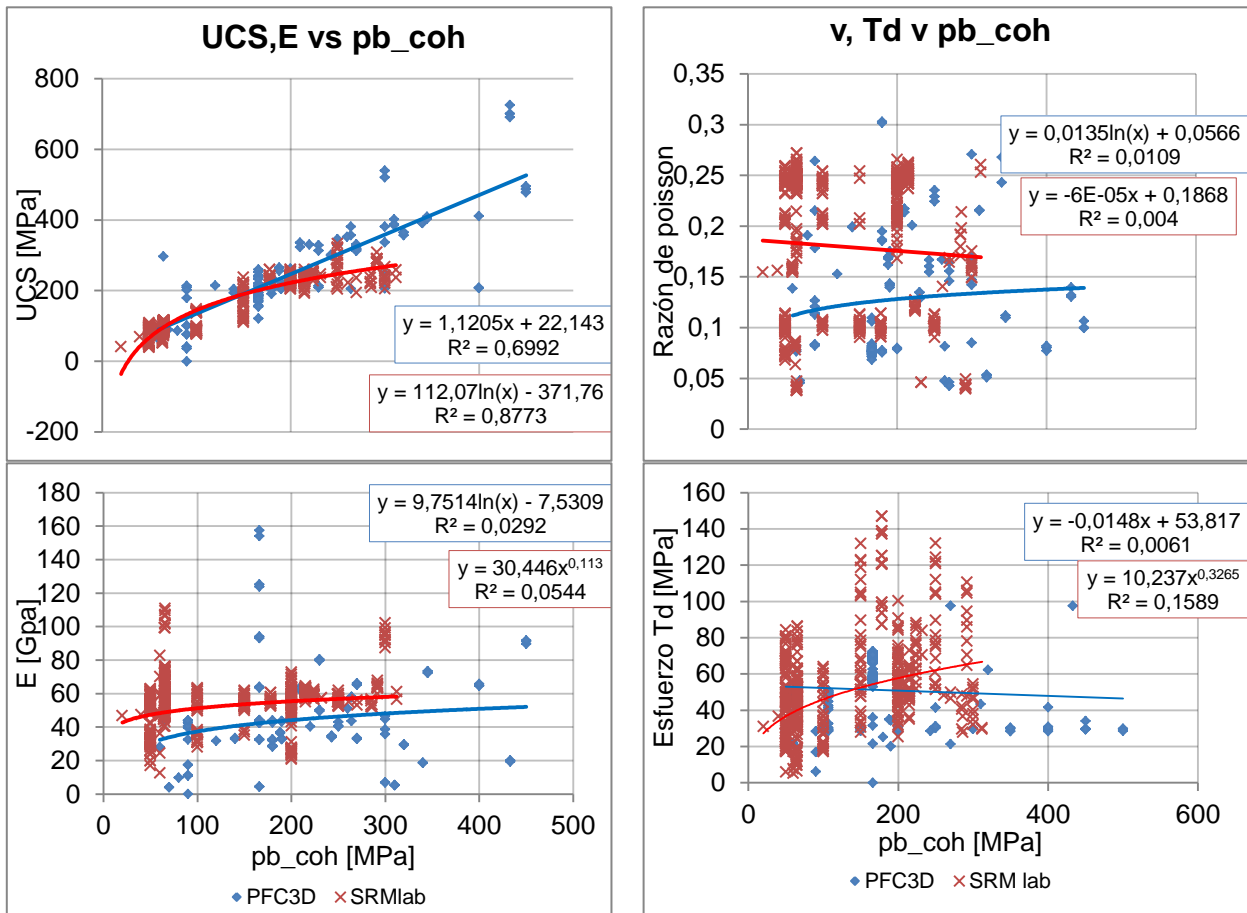 UCS,E vs pb_coh
800
600
400
200
0
-200
UCS [MPa]
y = 1,1205x + 22,143
R² = 0,6992
y = 112,07ln(x) - 371,76
R² = 0,8773
ν, Td v pb_coh
0,35
0,3
0,25
0,2
0,15
0,1
0,05
0
Razón de poisson
y = 0,0135ln(x) + 0,0566
R² = 0,0109
y = -6E-05x + 0,1868
R² = 0,004
180
160
140
120
100
80
60
40
20
0
E [Gpa]
y = 9,7514ln(x) - 7,5309
R² = 0,0292
y = 30,446x^0,113
R² = 0,0544
0 100 200 300 400 500
pb_coh [MPa]
PFC3D SRMlab
160
140
120
100
80
60
40
20
0
Esfuerzo Td [MPa]
y = -0,0148x + 53,817
R² = 0,0061
y = 10,237x^0,3265
R² = 0,1589
0 200 400 600
pb_coh [MPa]
PFC3D SRM lab